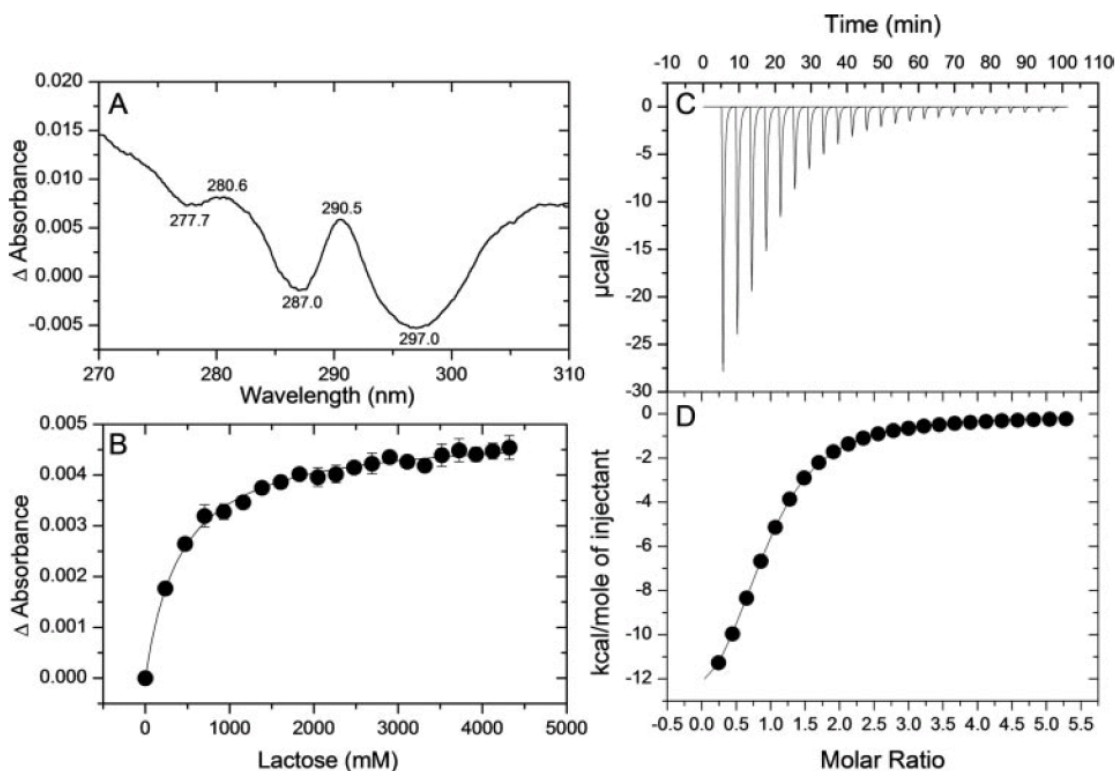 A
Δ Absorbance
0.020
0.015
0.010
0.005
0.000
-0.005
277.7
280.6
287.0
290.5
297.0
270 280 290 300 310
Wavelength (nm)
B
Δ Absorbance
0.005
0.004
0.003
0.002
0.001
0.000
0 1000 2000 3000 4000 5000
Lactose (mM)
Time (min)
-10 0 10 20 30 40 50 60 70 80 90 100 110
C
µcal/sec
0
-5
-10
-15
-20
-25
-30
D
kcal/mole of injectant
0
-2
-4
-6
-8
-10
-12
-0.5 0.0 0.5 1.0 1.5 2.0 2.5 3.0 3.5 4.0 4.5 5.0 5.5
Molar Ratio